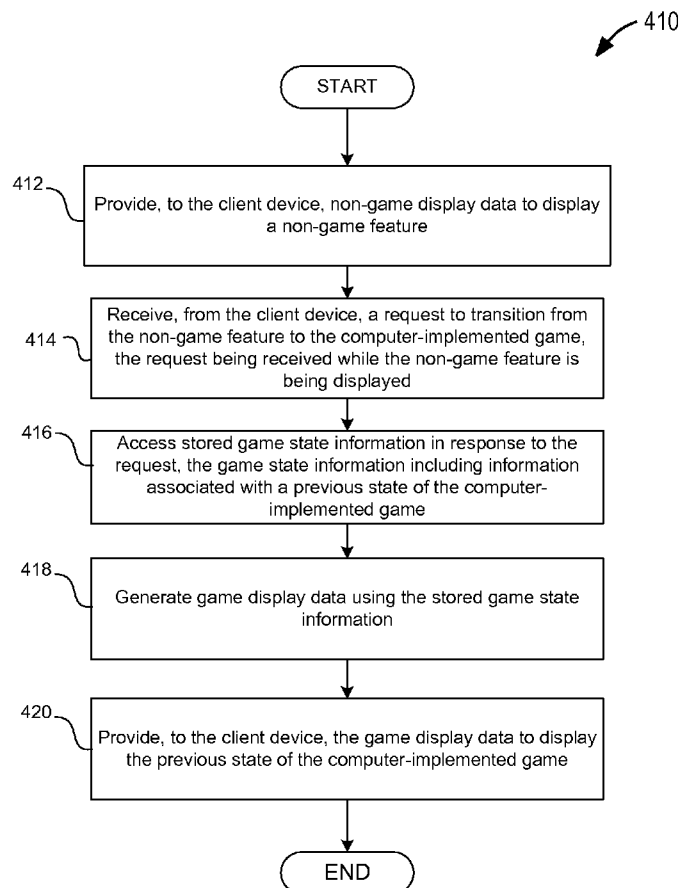 410
START
412
Provide, to the client device, non-game display data to display
a non-game feature
414
Receive, from the client device, a request to transition from
the non-game feature to the computer-implemented game,
the request being received while the non-game feature is
being displayed
416
Access stored game state information in response to the
request, the game state information including information
associated with a previous state of the computer-
implemented game
418
Generate game display data using the stored game state
information
420
Provide, to the client device, the game display data to display
the previous state of the computer-implemented game
END